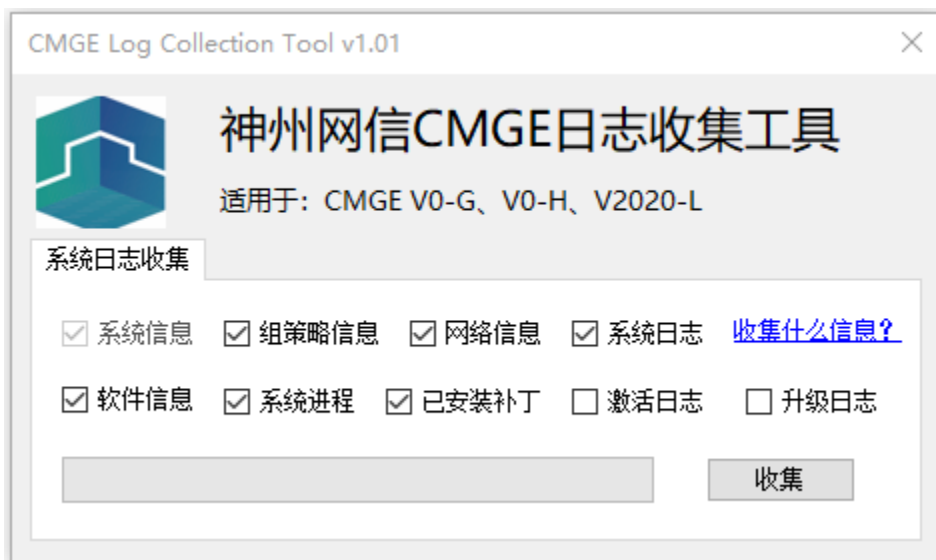 CMGE Log Collection Tool v1.01
神州网信CMGE日志收集工具
适用于：CMGE V0-G、V0-H、V2020-L
系统日志收集
系统信息 组策略信息 网络信息 系统日志 收集什么信息？
软件信息 系统进程 已安装补丁 激活日志 升级日志
收集